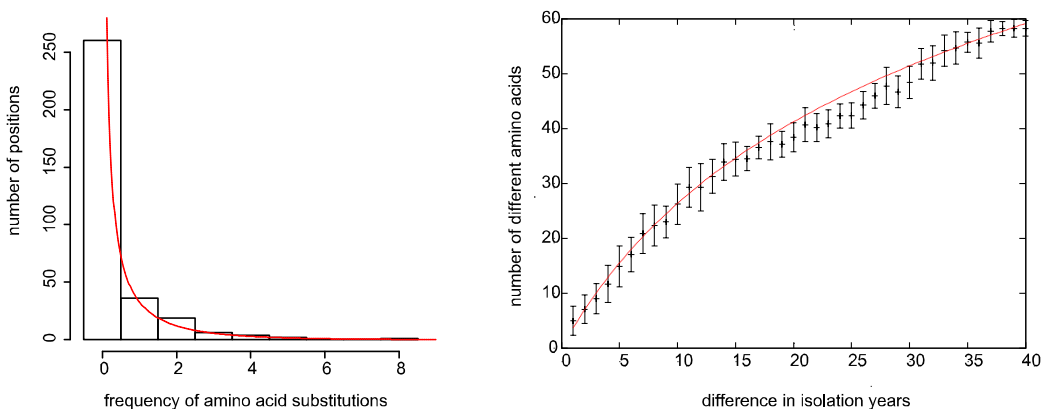 number of positions
250
200
150
100
50
0
0 2 4 6 8
frequency of amino acid substitutions
number of different amino acids
60
50
40
30
20
10
0
0 5 10 15 20 25 30 35 40
difference in isolation years